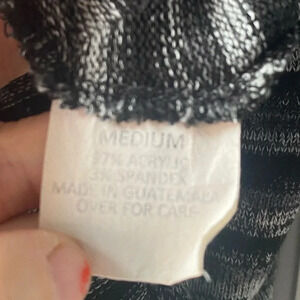 MEDIUM
97% ACRYLIC
3% SPANDEX
MADE IN GUATEMALA
OVER FOR CARE